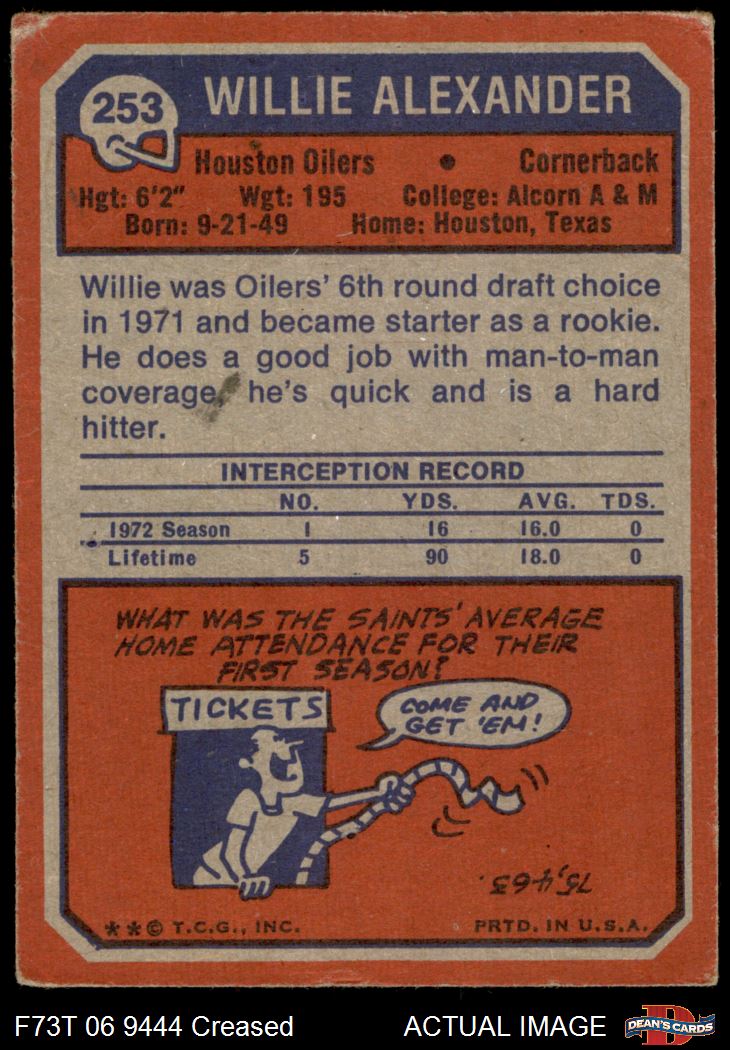 253
WILLIE ALEXANDER
Houston Oilers • Cornerback
Hgt: 6'2" Wgt: 195 College: Alcorn A & M
Born: 9-21-49 Home: Houston, Texas
Willie was Oilers' 6th round draft choice
in 1971 and became starter as a rookie.
He does a good job with man-to-man
coverage, he's quick and is a hard
hitter.
INTERCEPTION RECORD
NO. YDS. AVG. TDS.
1972 Season 1 16 16.0 0
Lifetime 5 90 18.0 0
WHAT WAS THE SAINTS' AVERAGE
HOME ATTENDANCE FOR THEIR
FIRST SEASON?
TICKETS
COME AND
GET 'EM!
75,463.
**© T.C.G., INC. PRTD. IN U.S.A.
F73T 06 9444 Creased ACTUAL IMAGE
D
DEAN'S CARDS